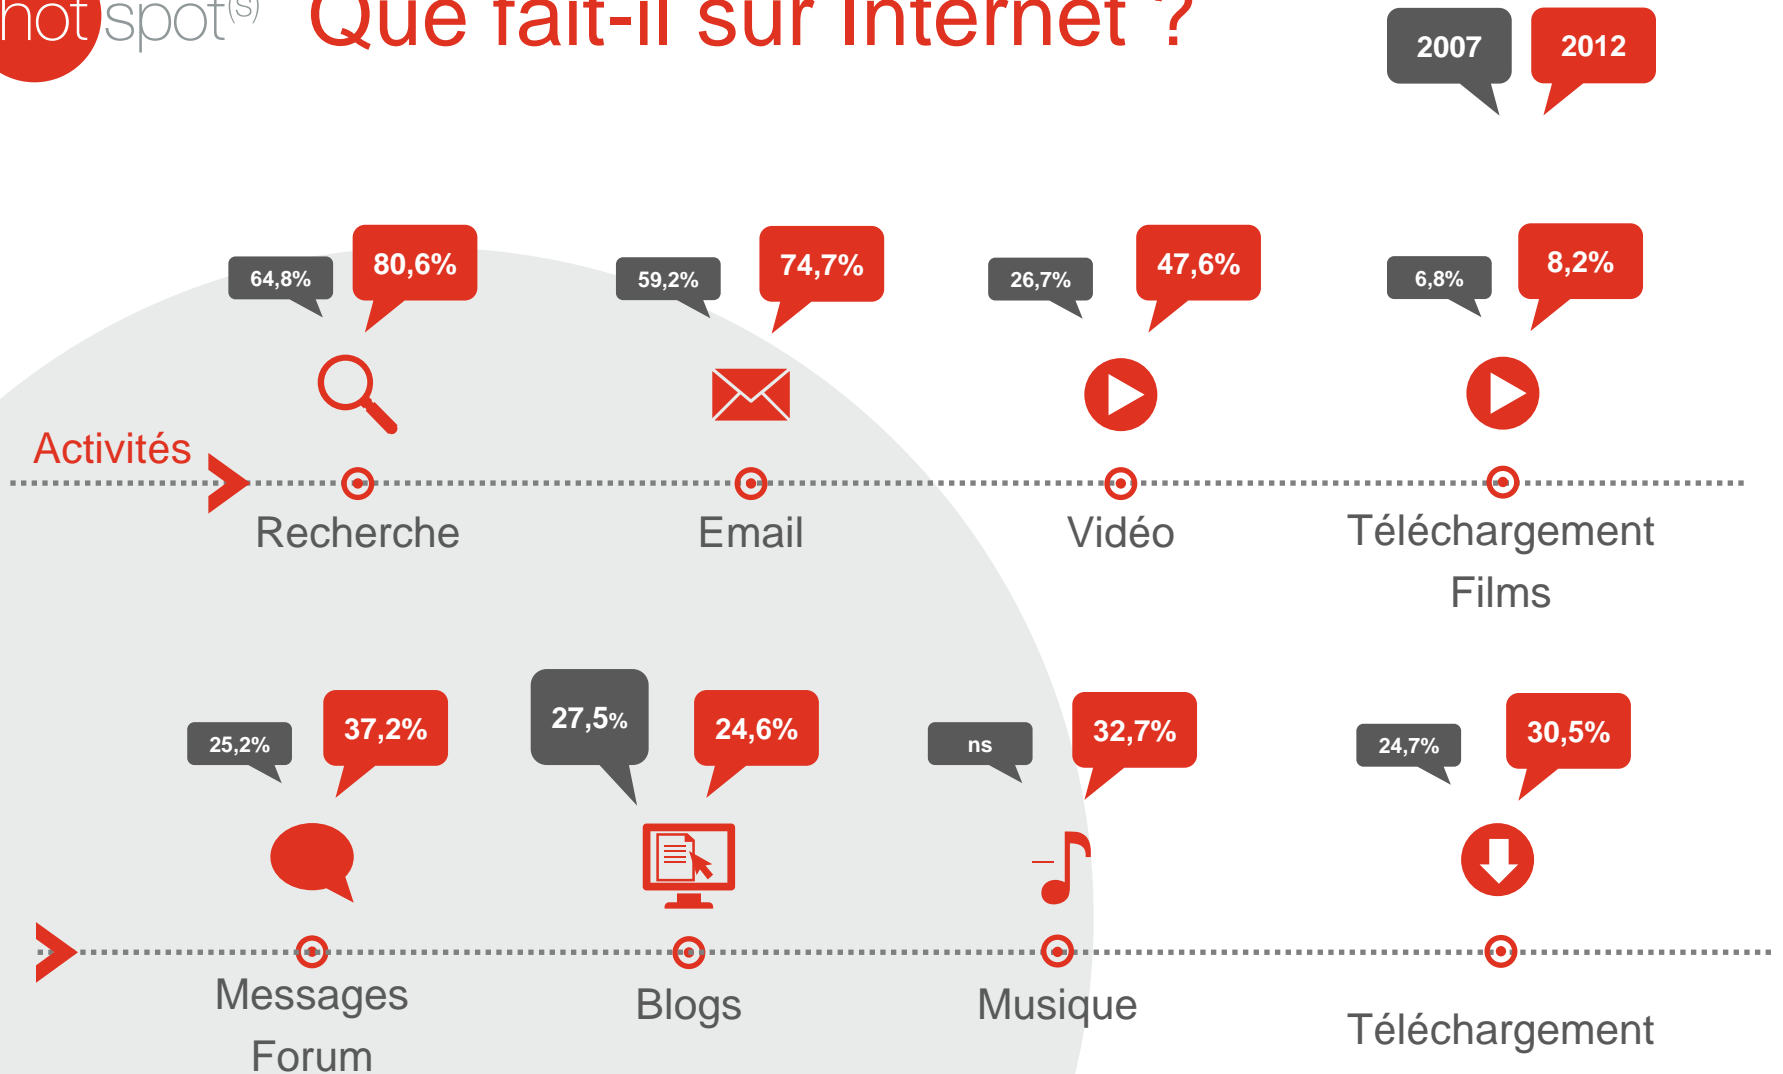 hot spot(s) Que fait-il sur Internet ?
2007 2012
64,8% 80,6% 59,2% 74,7% 26,7% 47,6% 6,8% 8,2%
Activités
Recherche Email Vidéo Téléchargement
Films
25,2% 37,2% 27,5% 24,6% ns 32,7% 24,7% 30,5%
Messages Blogs Musique Téléchargement
Forum